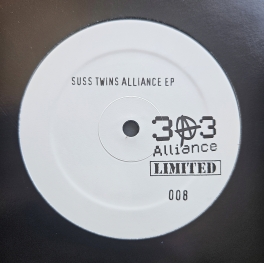 SUSS TWINS ALLIANCE EP
303
Alliance
LIMITED
008